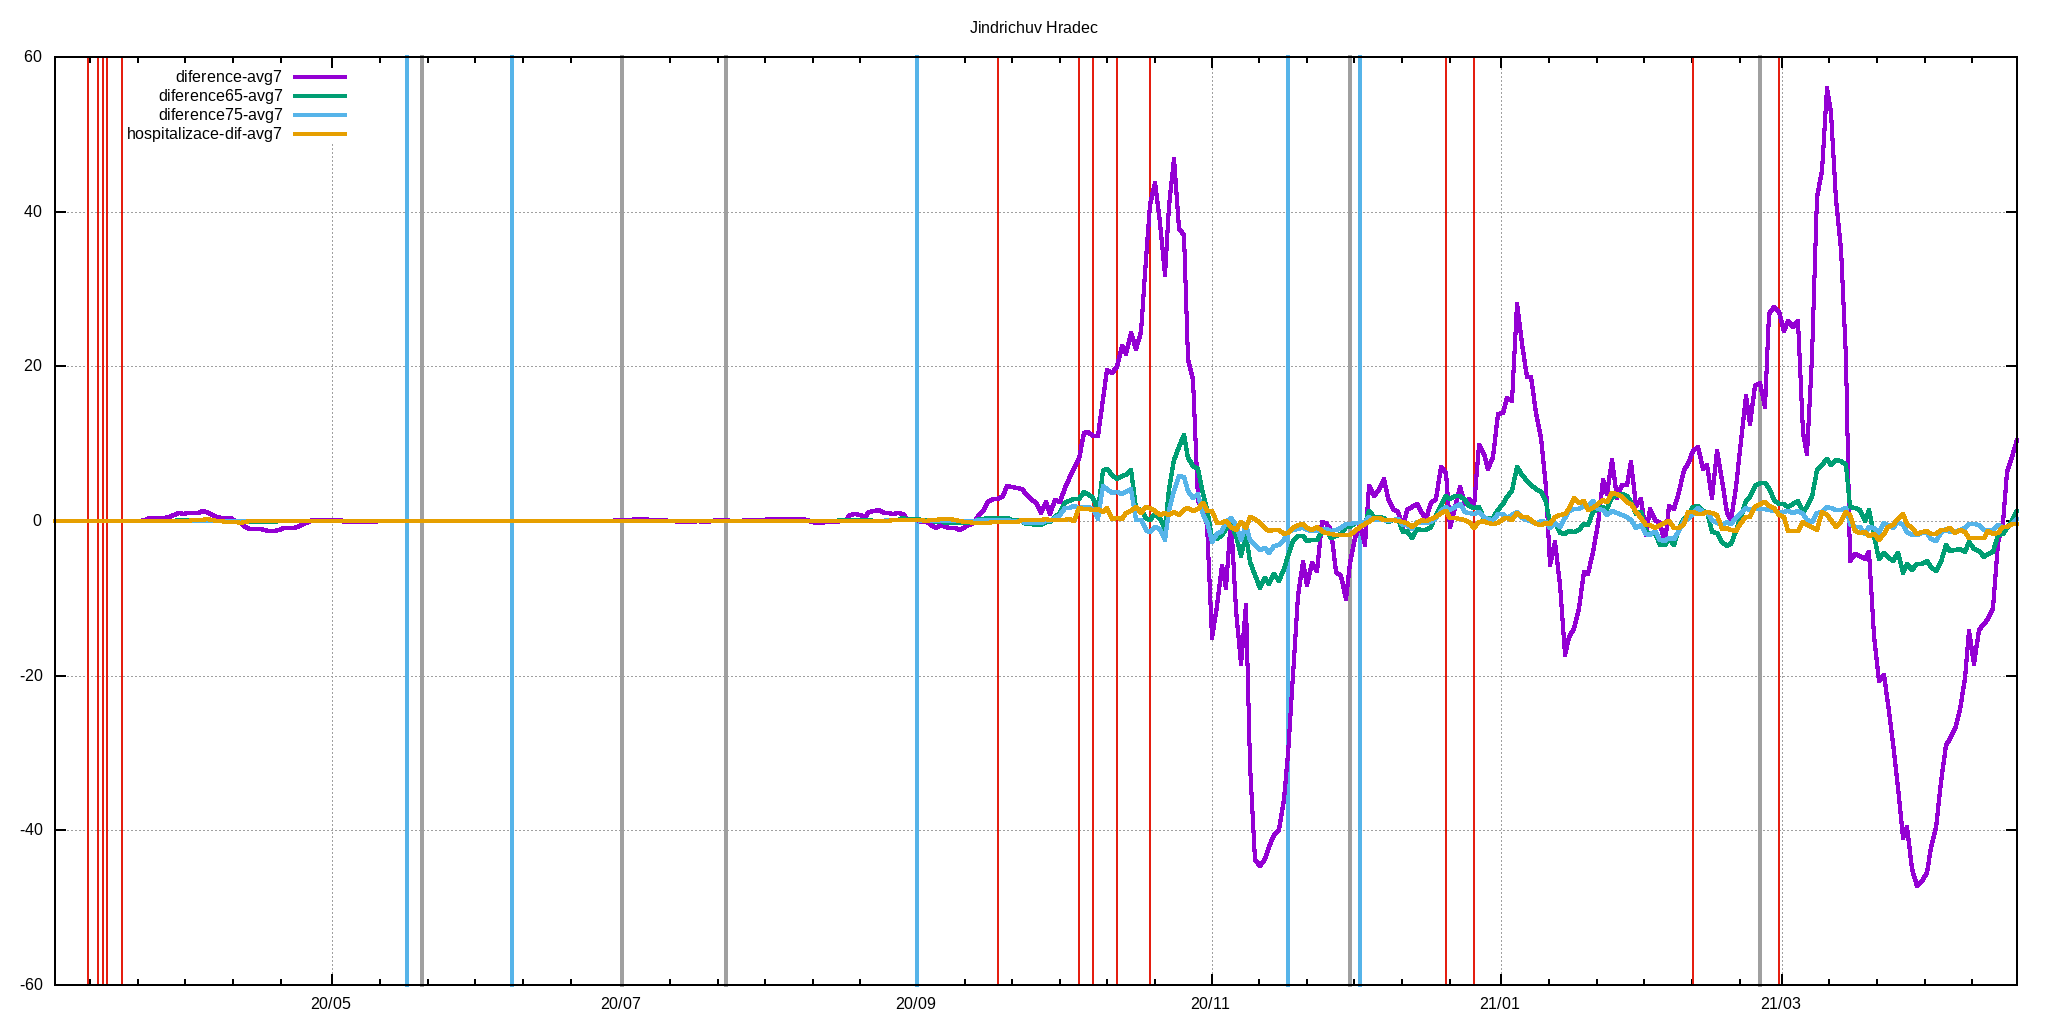 Jindrichuv Hradec
60
diference-avg7
diference65-avg7
diference75-avg7
hospitalizace-dif-avg7
40
20
0
-20
-40
-60
20/05 20/07 20/09 20/11 21/01 21/03